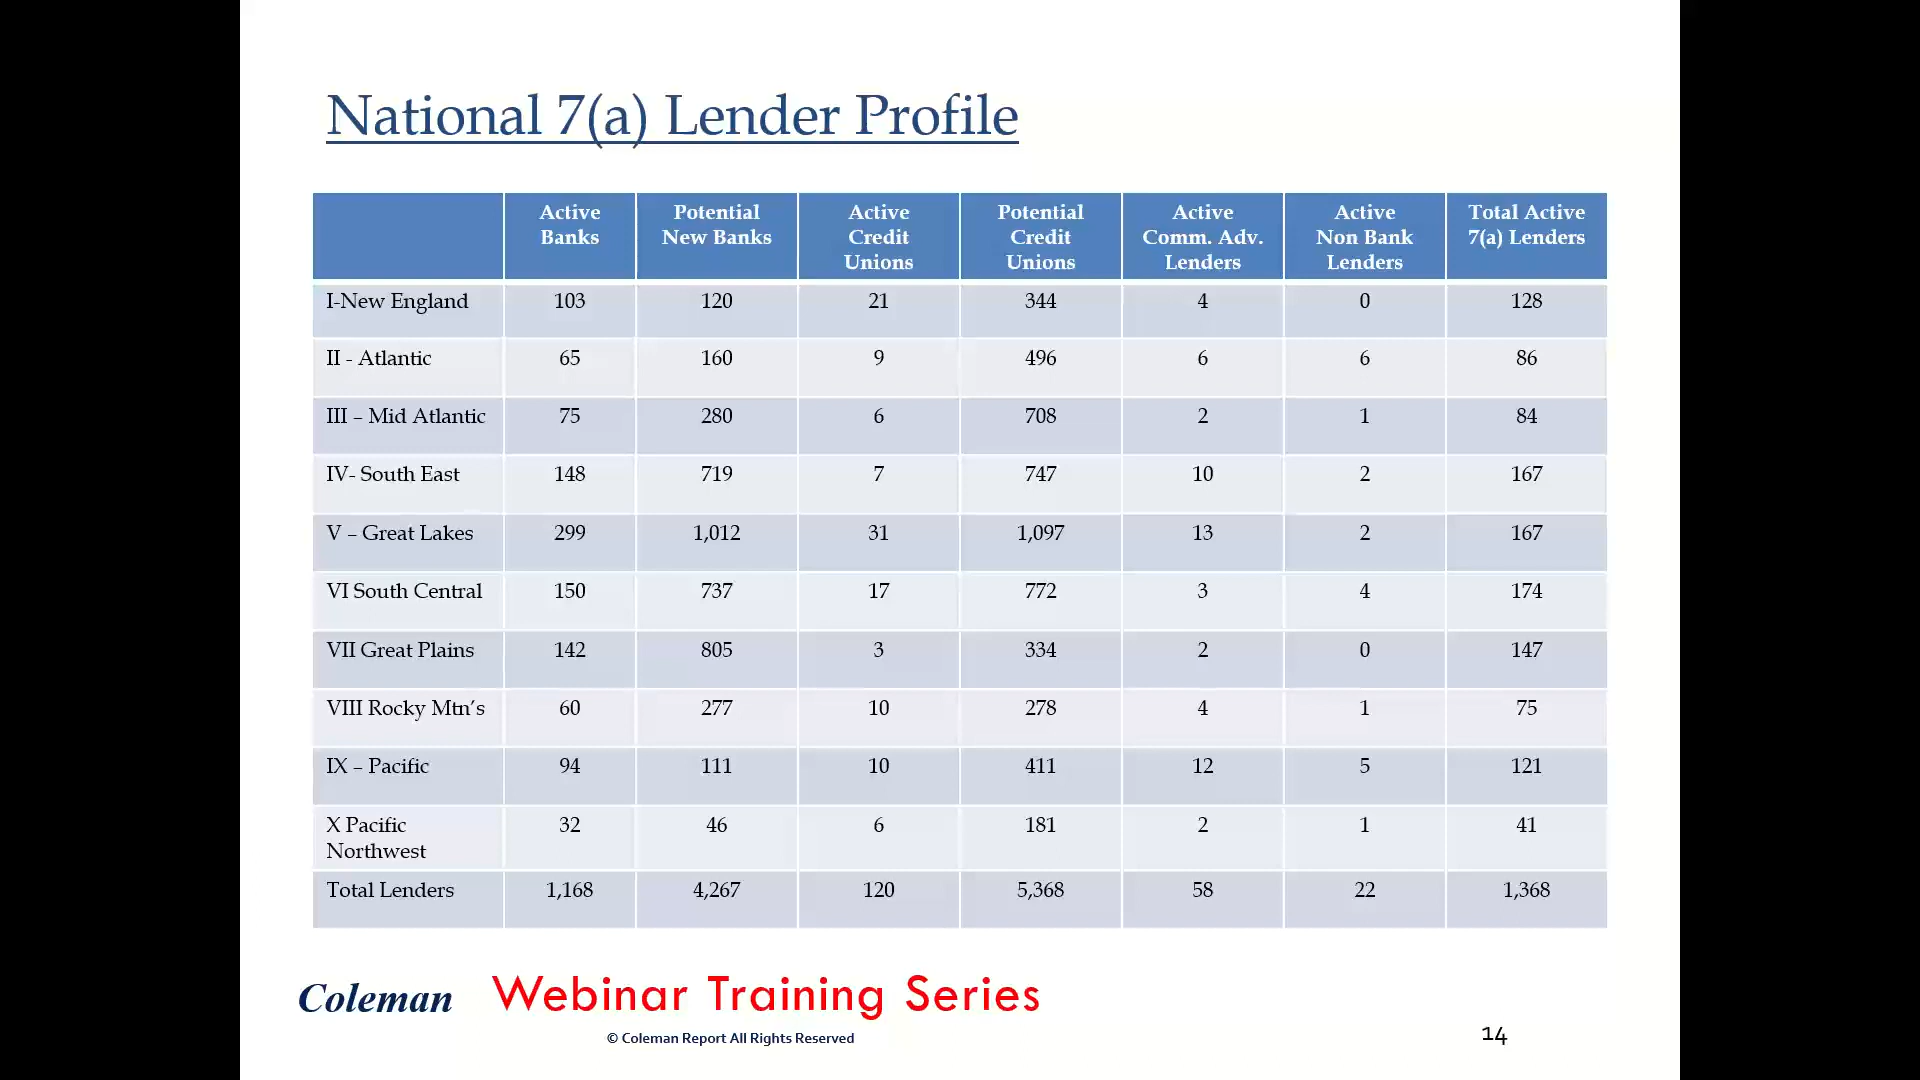 National 7(a) Lender Profile
Active Banks Potential New Banks Active Credit Unions Potential Credit Unions Active Comm. Adv. Lenders Active Non Bank Lenders Total Active 7(a) Lenders
I-New England 103 120 21 344 4 0 128
II - Atlantic 65 160 9 496 6 6 86
III – Mid Atlantic 75 280 6 708 2 1 84
IV- South East 148 719 7 747 10 2 167
V – Great Lakes 299 1,012 31 1,097 13 2 167
VI South Central 150 737 17 772 3 4 174
VII Great Plains 142 805 3 334 2 0 147
VIII Rocky Mtn's 60 277 10 278 4 1 75
IX – Pacific 94 111 10 411 12 5 121
X Pacific Northwest 32 46 6 181 2 1 41
Total Lenders 1,168 4,267 120 5,368 58 22 1,368
Coleman Webinar Training Series
© Coleman Report All Rights Reserved
14